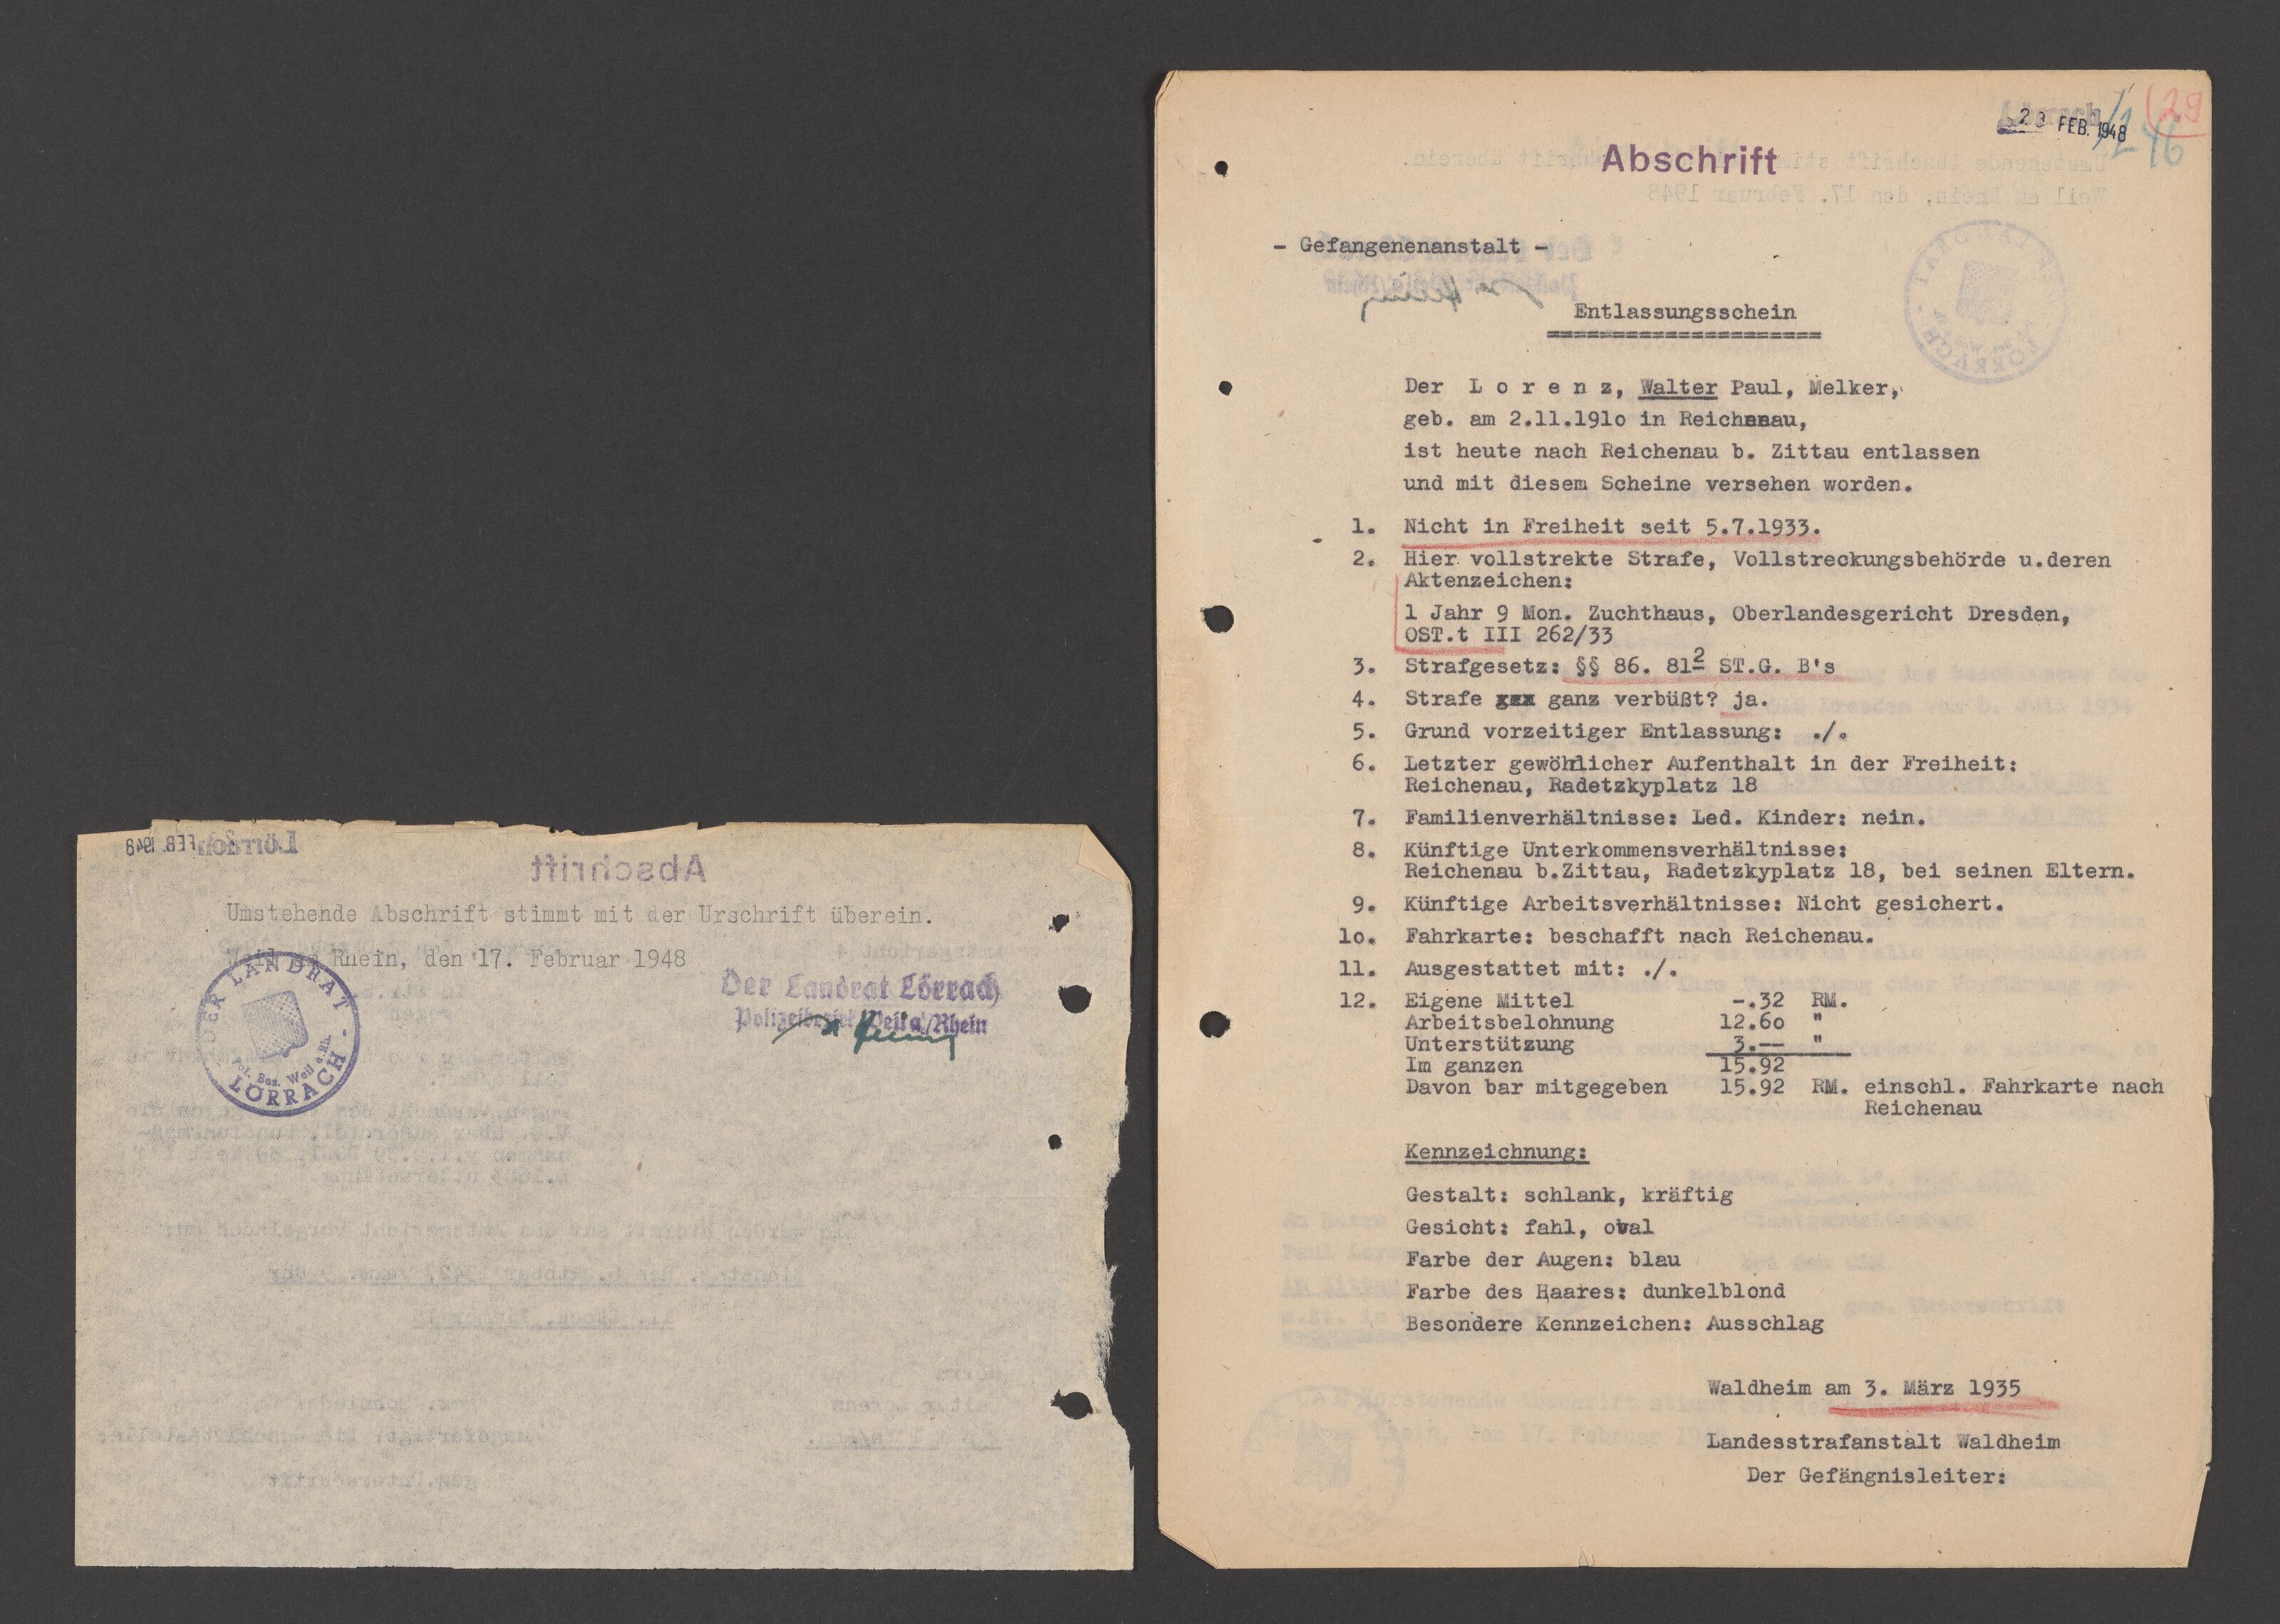 Umstehende Abschrift stimmt mit der Urschrift überein.
Weil am Rhein, den 17. Februar 1948
Der Landrat Lörrach
Polizeibezirk Weil a/Rhein
DER LANDRAT
Pol. Bez. Weil a. Rh.
LÖRRACH
FEB. 1948
Abschrift
- Gefangenenanstalt -
Entlassungsschein
Der L o r e n z, Walter Paul, Melker,
geb. am 2.11.191o in Reichenau,
ist heute nach Reichenau b. Zittau entlassen
und mit diesem Scheine versehen worden.
1. Nicht in Freiheit seit 5.7.1933.
2. Hier vollstrekte Strafe, Vollstreckungsbehörde u.deren
Aktenzeichen:
1 Jahr 9 Mon. Zuchthaus, Oberlandesgericht Dresden,
OST.t III 262/33
3. Strafgesetz: §§ 86. 81² ST.G. B's
4. Strafe ganz verbüßt? ja.
5. Grund vorzeitiger Entlassung: ./.
6. Letzter gewöhnlicher Aufenthalt in der Freiheit:
Reichenau, Radetzkyplatz 18
7. Familienverhältnisse: Led. Kinder: nein.
8. Künftige Unterkommensverhältnisse:
Reichenau b.Zittau, Radetzkyplatz 18, bei seinen Eltern.
9. Künftige Arbeitsverhältnisse: Nicht gesichert.
1o. Fahrkarte: beschafft nach Reichenau.
11. Ausgestattet mit: ./.
12. Eigene Mittel -.32 RM.
Arbeitsbelohnung 12.6o "
Unterstützung 3.-- "
Im ganzen 15.92
Davon bar mitgegeben 15.92 RM. einschl. Fahrkarte nach
Reichenau
Kennzeichnung:
Gestalt: schlank, kräftig
Gesicht: fahl, oval
Farbe der Augen: blau
Farbe des Haares: dunkelblond
Besondere Kennzeichen: Ausschlag
Waldheim am 3. März 1935
Landesstrafanstalt Waldheim
Der Gefängnisleiter: